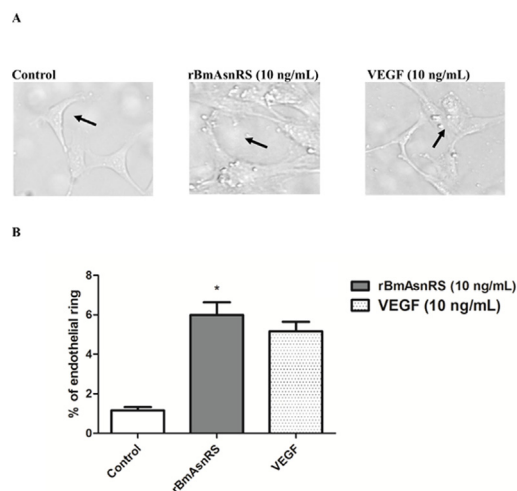 A
Control
rBmAsnRS (10 ng/mL)
VEGF (10 ng/mL)
B
% of endothelial ring
8
6
4
2
0
*
Control
rBmAsnRS
VEGF
rBmAsnRS (10 ng/mL)
VEGF (10 ng/mL)